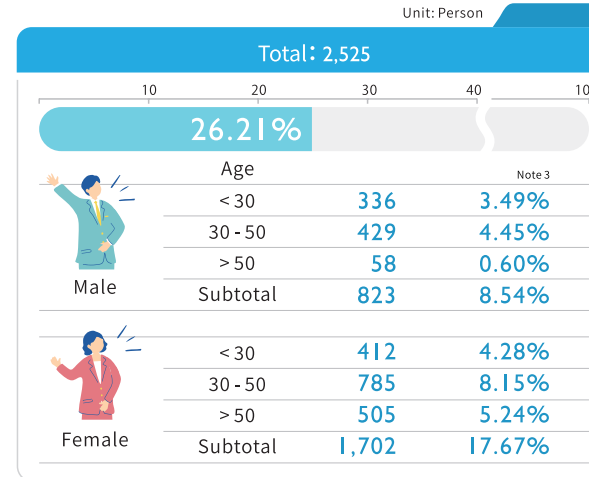 Unit: Person
Total: 2,525
10 20 30 40 10
26.21%
Age Note 3
< 30 336 3.49%
30 - 50 429 4.45%
> 50 58 0.60%
Male
Subtotal 823 8.54%
< 30 412 4.28%
30 - 50 785 8.15%
> 50 505 5.24%
Female
Subtotal 1,702 17.67%